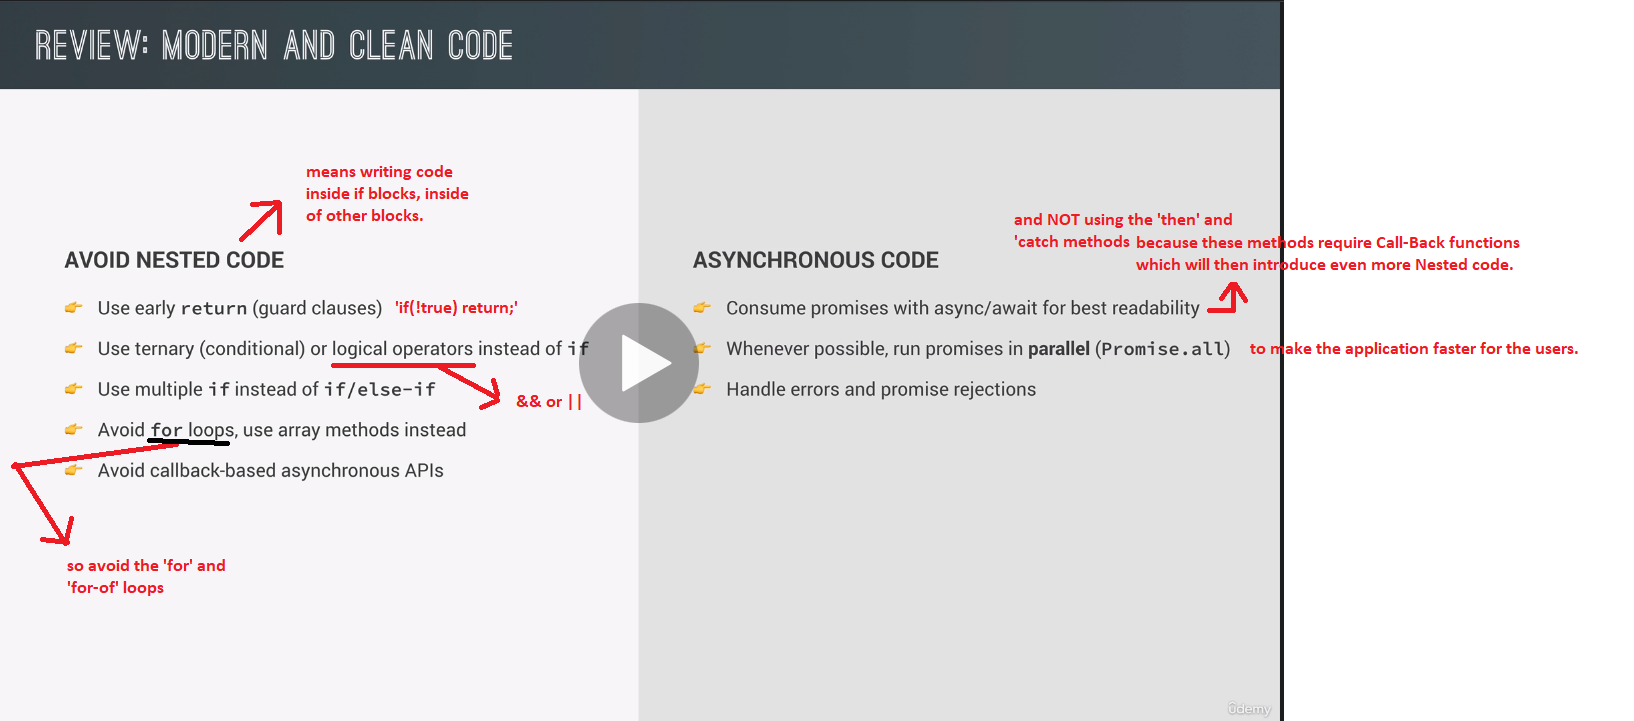 REVIEW: MODERN AND CLEAN CODE
means writing code
inside if blocks, inside
of other blocks.
AVOID NESTED CODE
Use early return (guard clauses) 'if(!true) return;'
Use ternary (conditional) or logical operators instead of if
&& or ||
Use multiple if instead of if/else-if
Avoid for loops, use array methods instead
Avoid callback-based asynchronous APIs
so avoid the 'for' and
'for-of' loops
and NOT using the 'then' and
'catch methods because these methods require Call-Back functions
which will then introduce even more Nested code.
ASYNCHRONOUS CODE
Consume promises with async/await for best readability
Whenever possible, run promises in parallel (Promise.all) to make the application faster for the users.
Handle errors and promise rejections
ûdemy